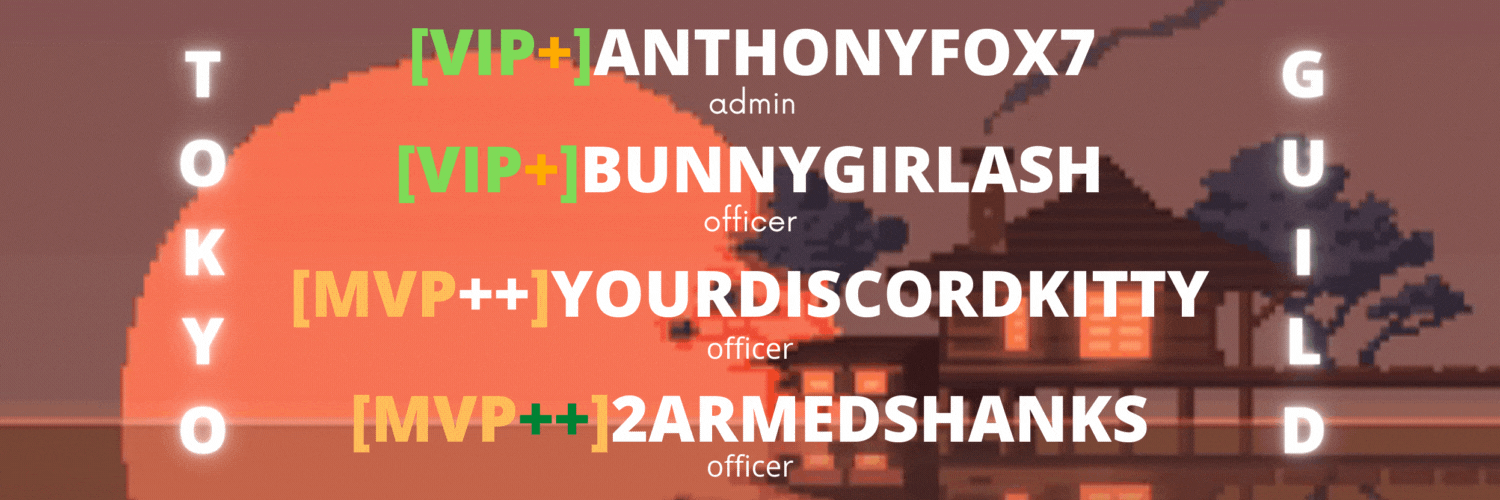 TOKYO
[VIP+]ANTHONYFOX7
admin
[VIP+]BUNNYGIRLASH
officer
[MVP++]YOURDISCORDKITTY
officer
[MVP++]2ARMEDSHANKS
officer
GUILD